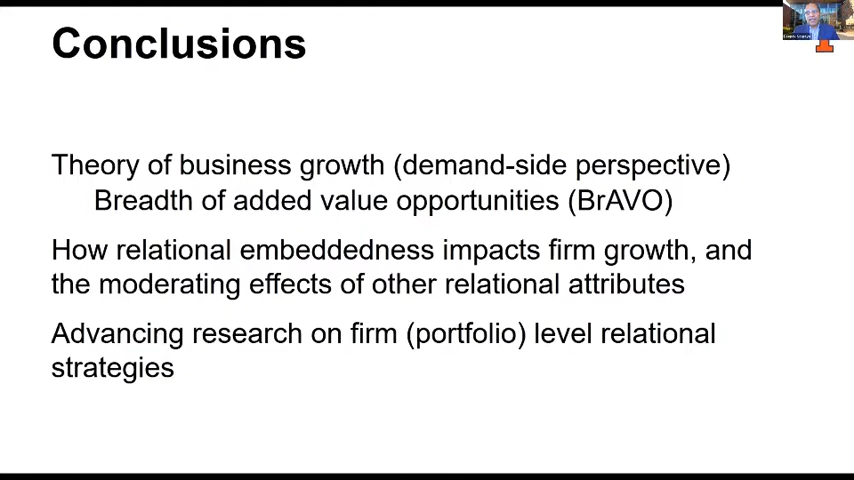 Conclusions
Theory of business growth (demand-side perspective)
Breadth of added value opportunities (BrAVO)
How relational embeddedness impacts firm growth, and
the moderating effects of other relational attributes
Advancing research on firm (portfolio) level relational
strategies